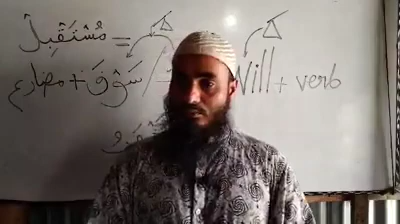 مُسْتَقْبِلْ =
سَوْفَ + مضارع / Will + verb